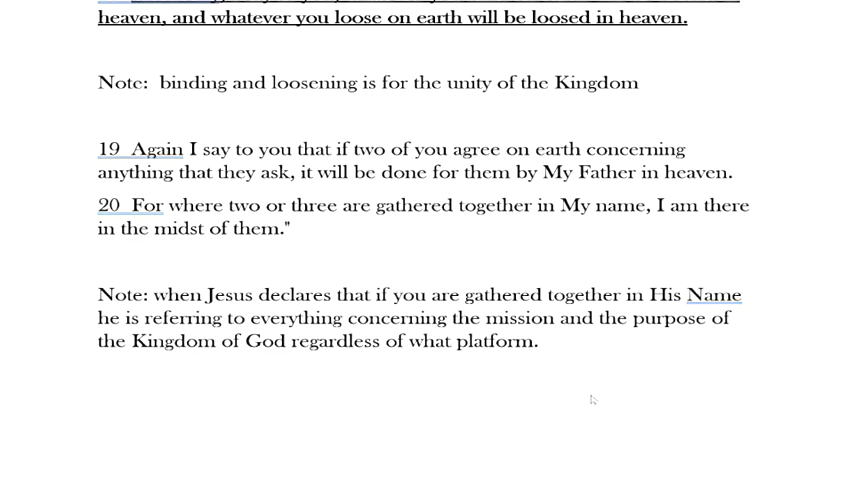 heaven, and whatever you loose on earth will be loosed in heaven.
Note: binding and loosening is for the unity of the Kingdom
19 Again I say to you that if two of you agree on earth concerning
anything that they ask, it will be done for them by My Father in heaven.
20 For where two or three are gathered together in My name, I am there
in the midst of them."
Note: when Jesus declares that if you are gathered together in His Name
he is referring to everything concerning the mission and the purpose of
the Kingdom of God regardless of what platform.